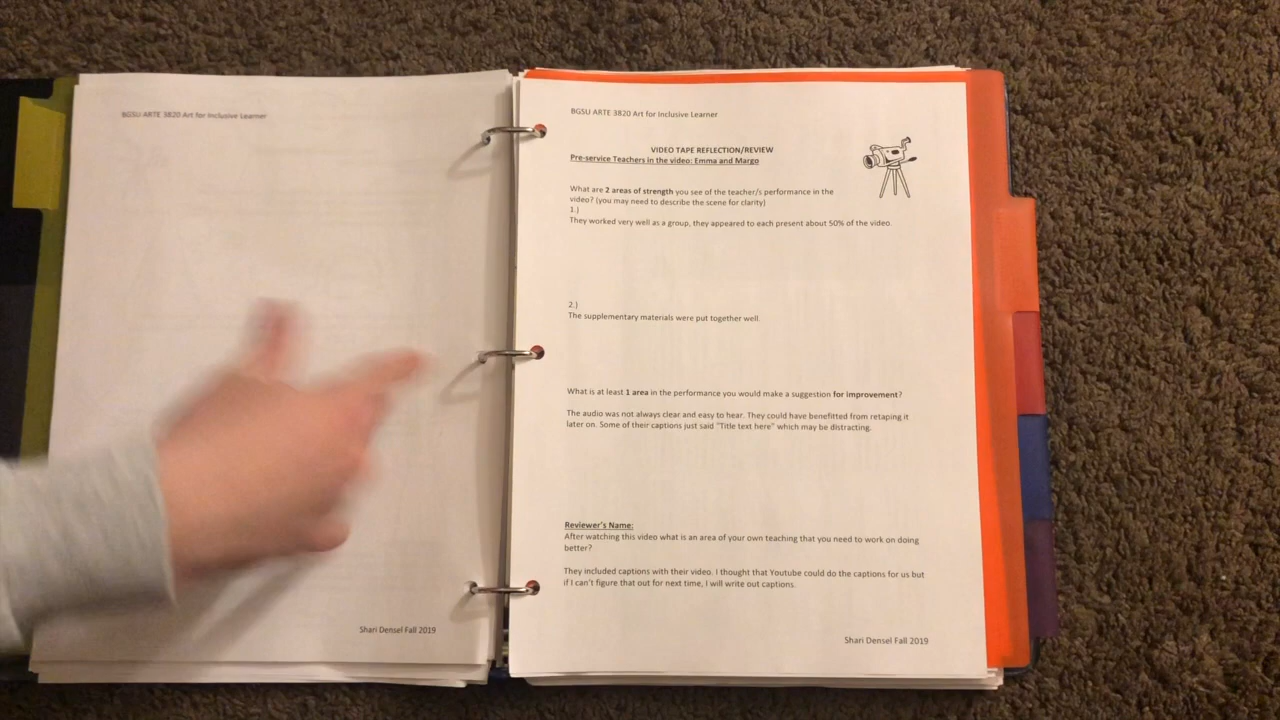 BGSU ARTE 3820 Art for Inclusive Learner
Shari Densel Fall 2019
BGSU ARTE 3820 Art for Inclusive Learner
VIDEO TAPE REFLECTION/REVIEW
Pre-service Teachers in the video: Emma and Margo
What are 2 areas of strength you see of the teacher/s performance in the
video? (you may need to describe the scene for clarity)
1.)
They worked very well as a group, they appeared to each present about 50% of the video.
2.)
The supplementary materials were put together well.
What is at least 1 area in the performance you would make a suggestion for improvement?
The audio was not always clear and easy to hear. They could have benefitted from retaping it
later on. Some of their captions just said "Title text here" which may be distracting.
Reviewer's Name:
After watching this video what is an area of your own teaching that you need to work on doing
better?
They included captions with their video. I thought that Youtube could do the captions for us but
if I can't figure that out for next time, I will write out captions.
Shari Densel Fall 2019